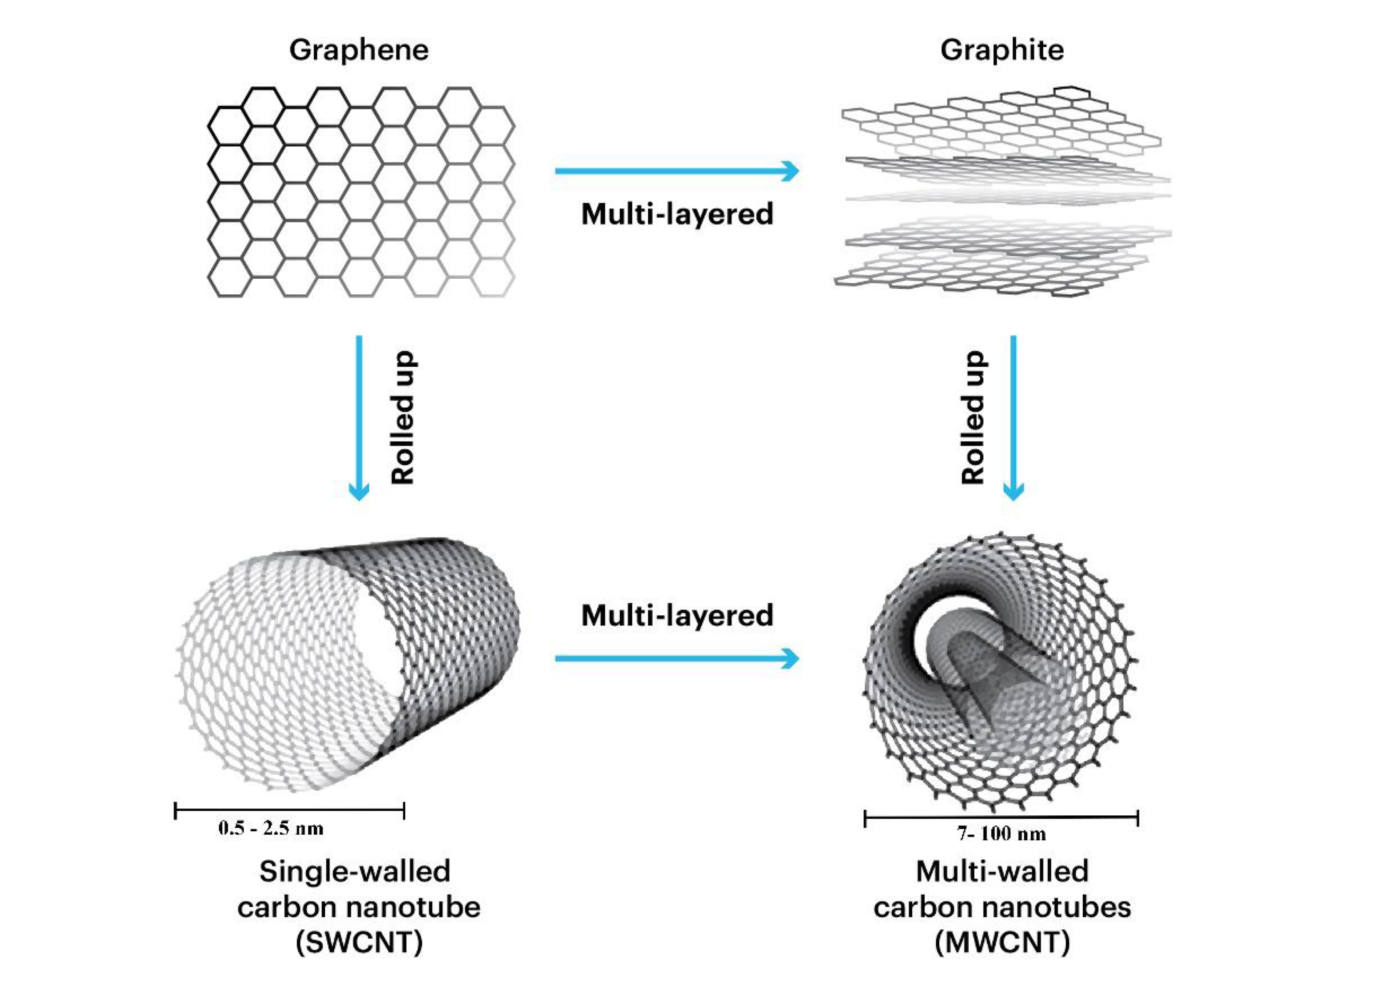 Graphene
Graphite
Multi-layered
Rolled up
Rolled up
Multi-layered
0.5 - 2.5 nm
7- 100 nm
Single-walled
carbon nanotube
(SWCNT)
Multi-walled
carbon nanotubes
(MWCNT)